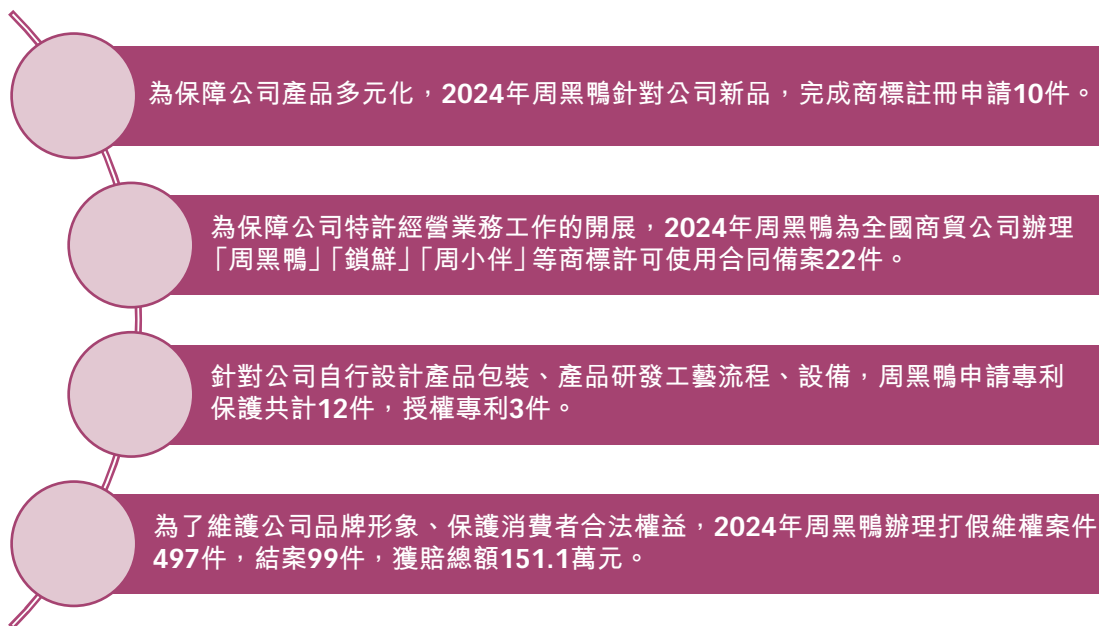 為保障公司產品多元化，2024年周黑鴨針對公司新品，完成商標註冊申請10件。
為保障公司特許經營業務工作的開展，2024年周黑鴨為全國商貿公司辦理
「周黑鴨」「鎖鮮」「周小伴」等商標許可使用合同備案22件。
針對公司自行設計產品包裝、產品研發工藝流程、設備，周黑鴨申請專利
保護共計12件，授權專利3件。
為了維護公司品牌形象、保護消費者合法權益，2024年周黑鴨辦理打假維權案件
497件，結案99件，獲賠總額151.1萬元。